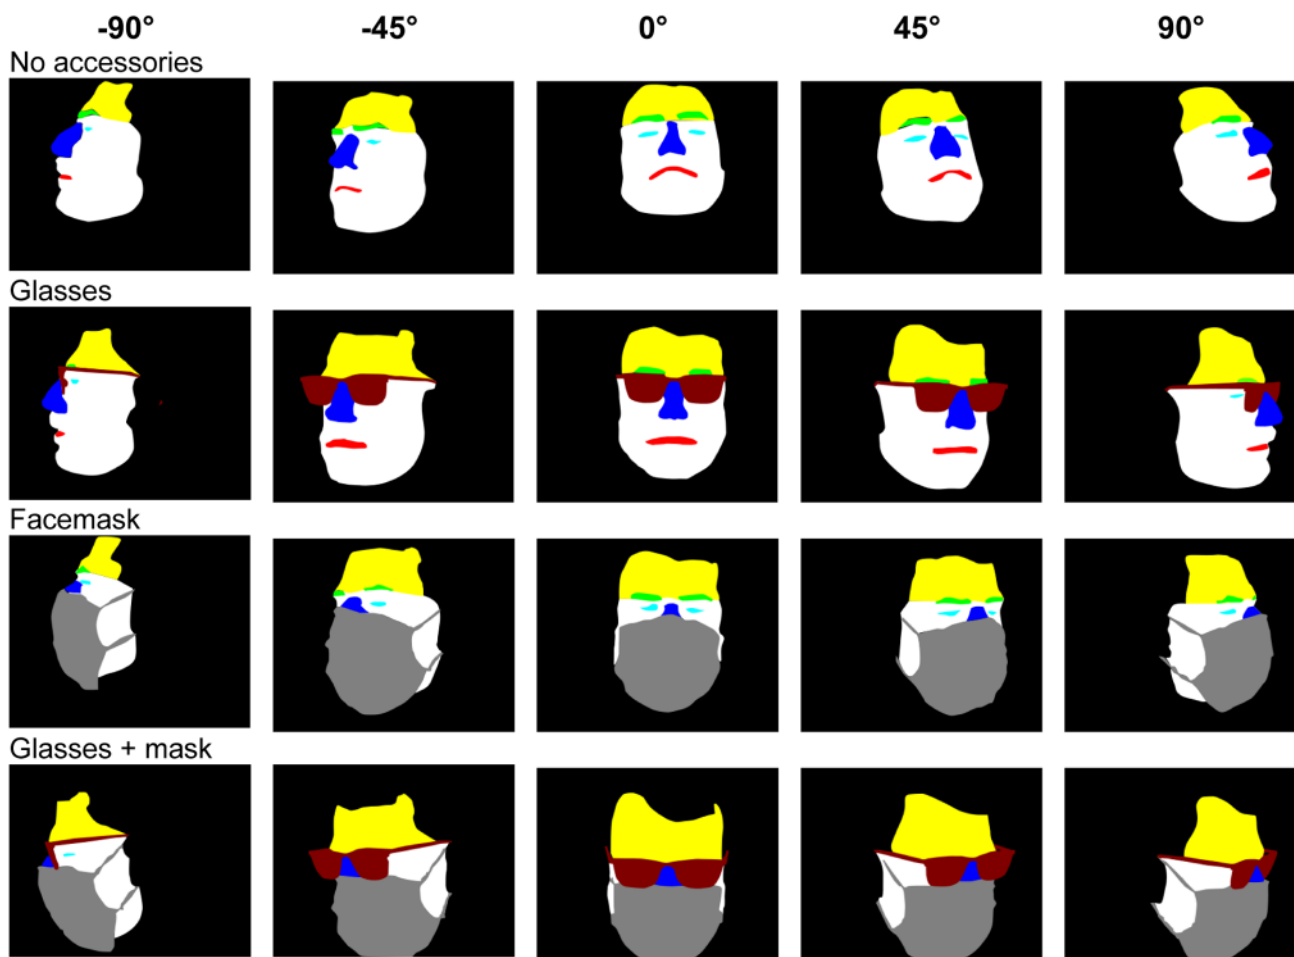 -90° -45° 0° 45° 90°
No accessories
Glasses
Facemask
Glasses + mask